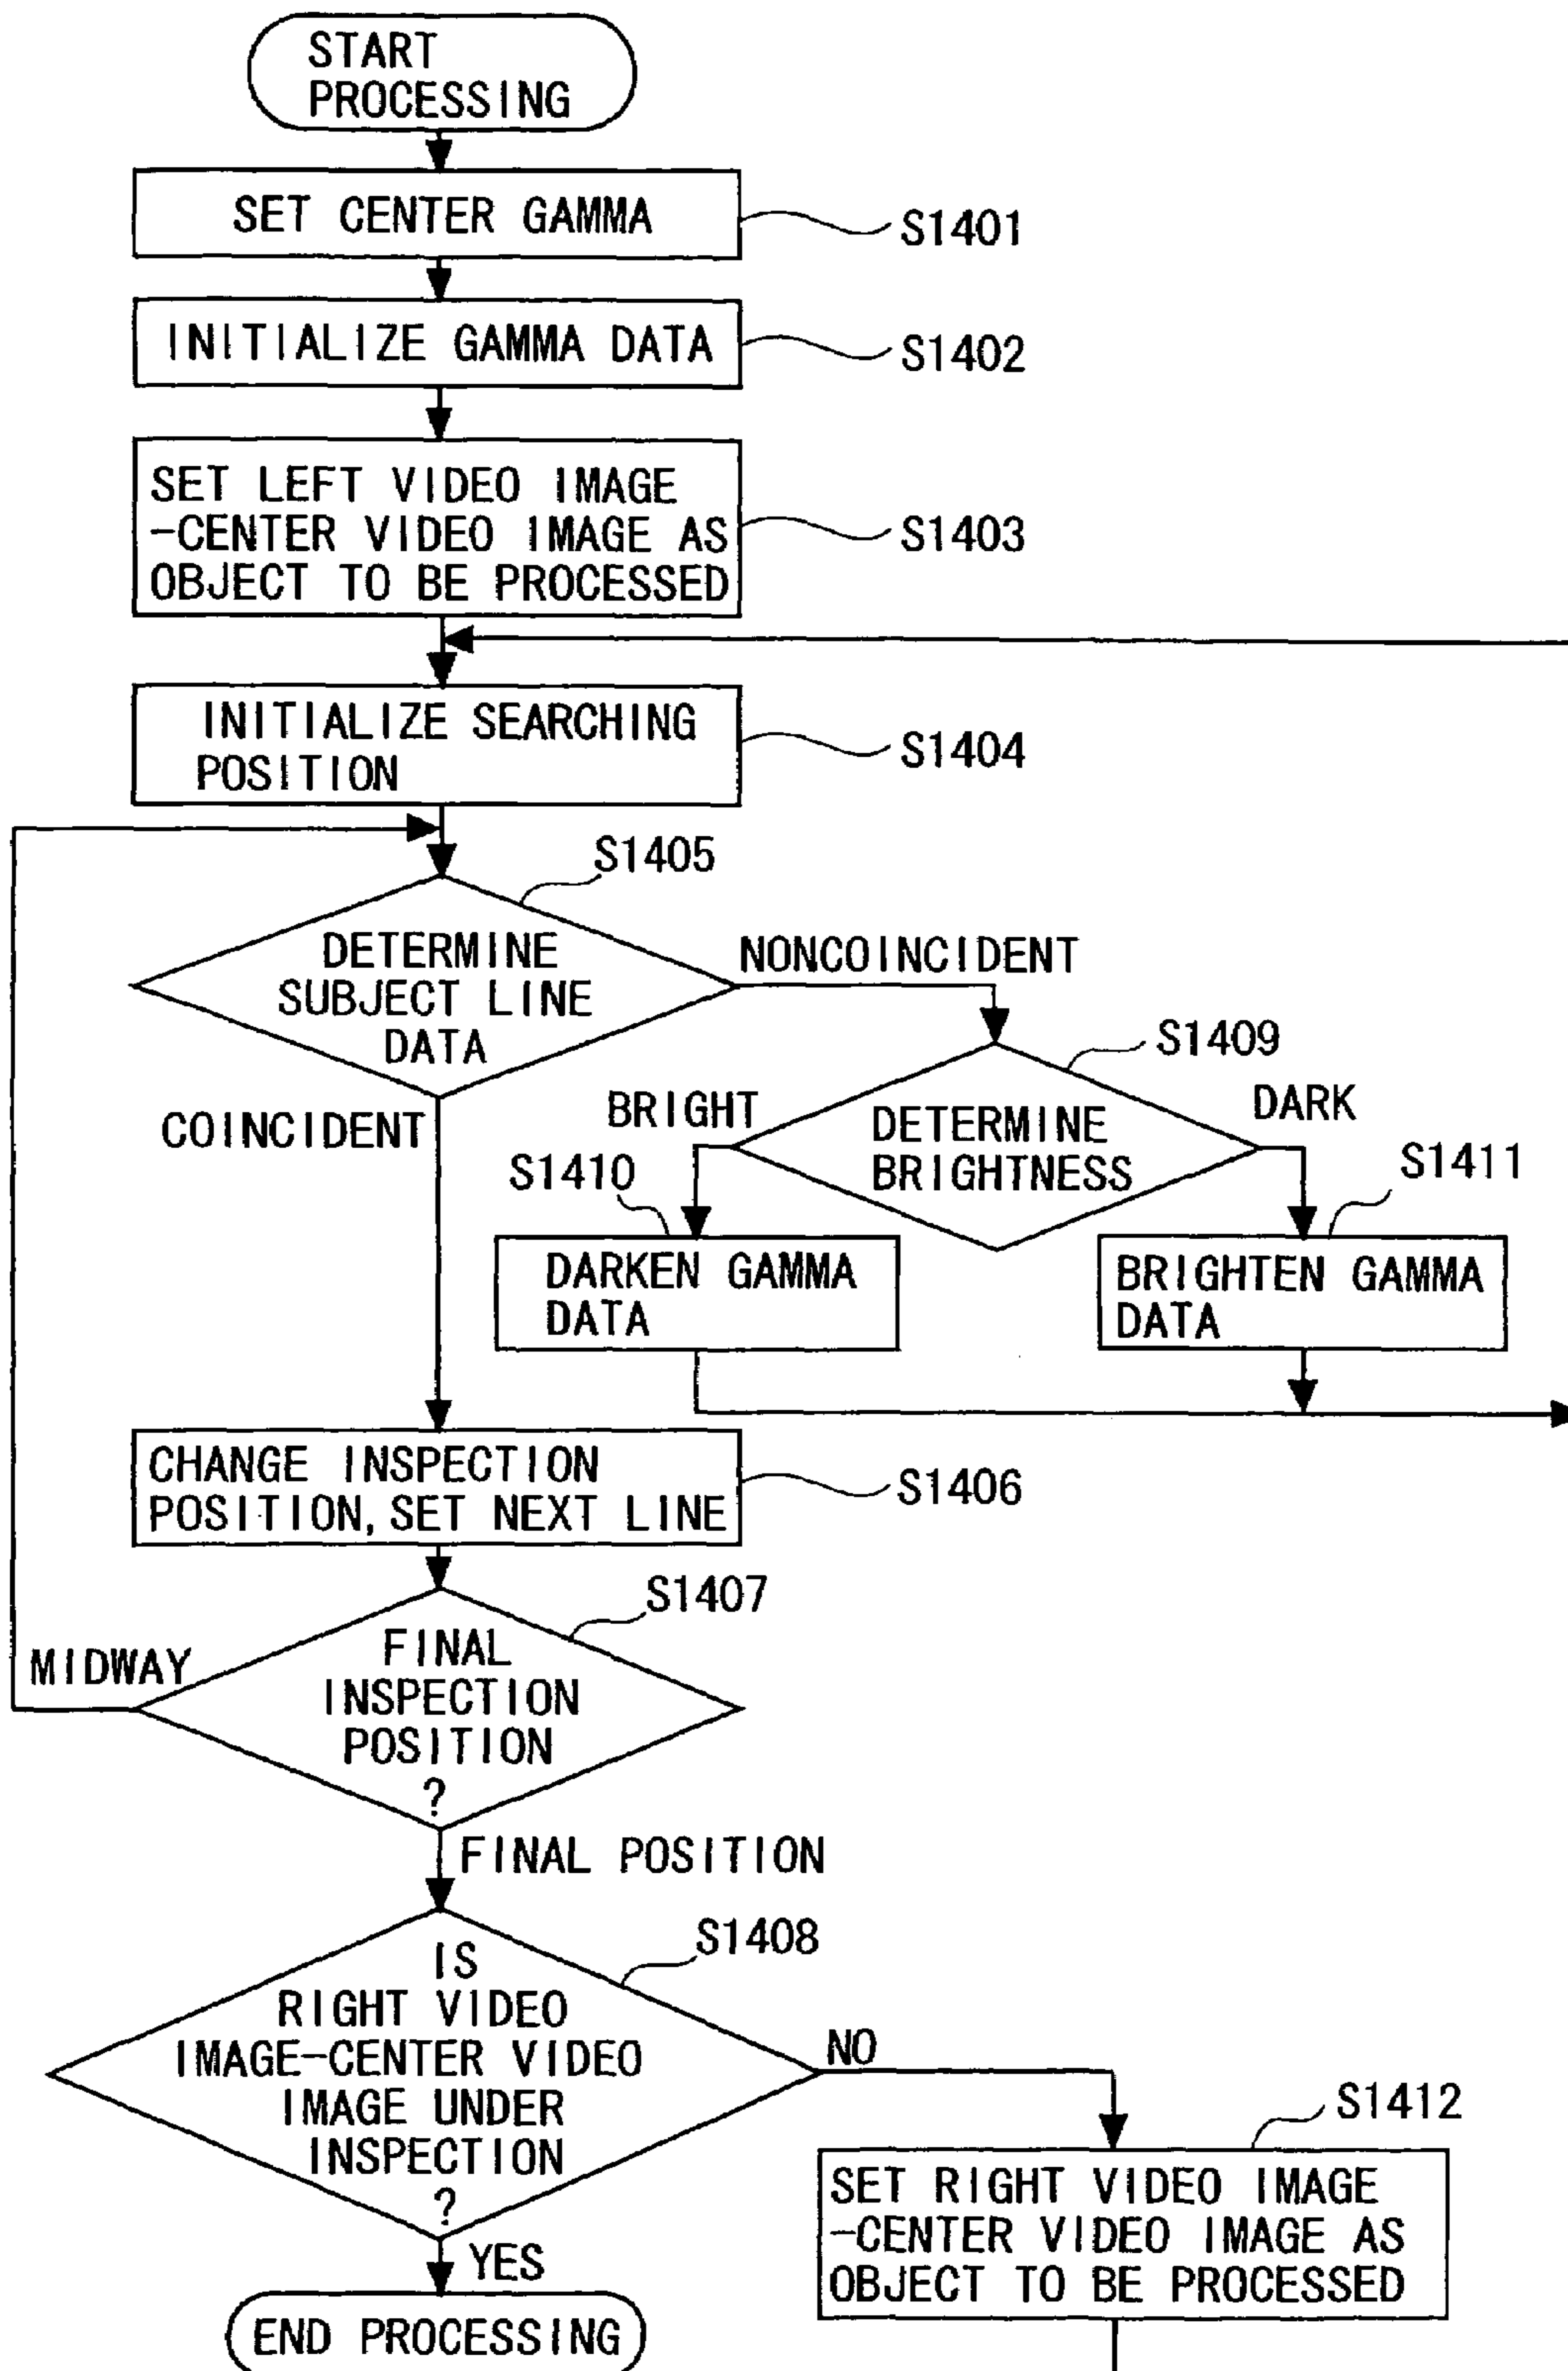 START
PROCESSING
SET CENTER GAMMA
S1401
INITIALIZE GAMMA DATA
S1402
SET LEFT VIDEO IMAGE
-CENTER VIDEO IMAGE AS
OBJECT TO BE PROCESSED
S1403
INITIALIZE SEARCHING
POSITION
S1404
S1405
DETERMINE
SUBJECT LINE
DATA
NONCOINCIDENT
COINCIDENT
S1409
BRIGHT
DARK
DETERMINE
BRIGHTNESS
S1410
S1411
DARKEN GAMMA
DATA
BRIGHTEN GAMMA
DATA
CHANGE INSPECTION
POSITION, SET NEXT LINE
S1406
S1407
MIDWAY
FINAL
INSPECTION
POSITION
?
FINAL POSITION
S1408
IS
RIGHT VIDEO
IMAGE-CENTER VIDEO
IMAGE UNDER
INSPECTION
?
NO
S1412
SET RIGHT VIDEO IMAGE
-CENTER VIDEO IMAGE AS
OBJECT TO BE PROCESSED
YES
END PROCESSING